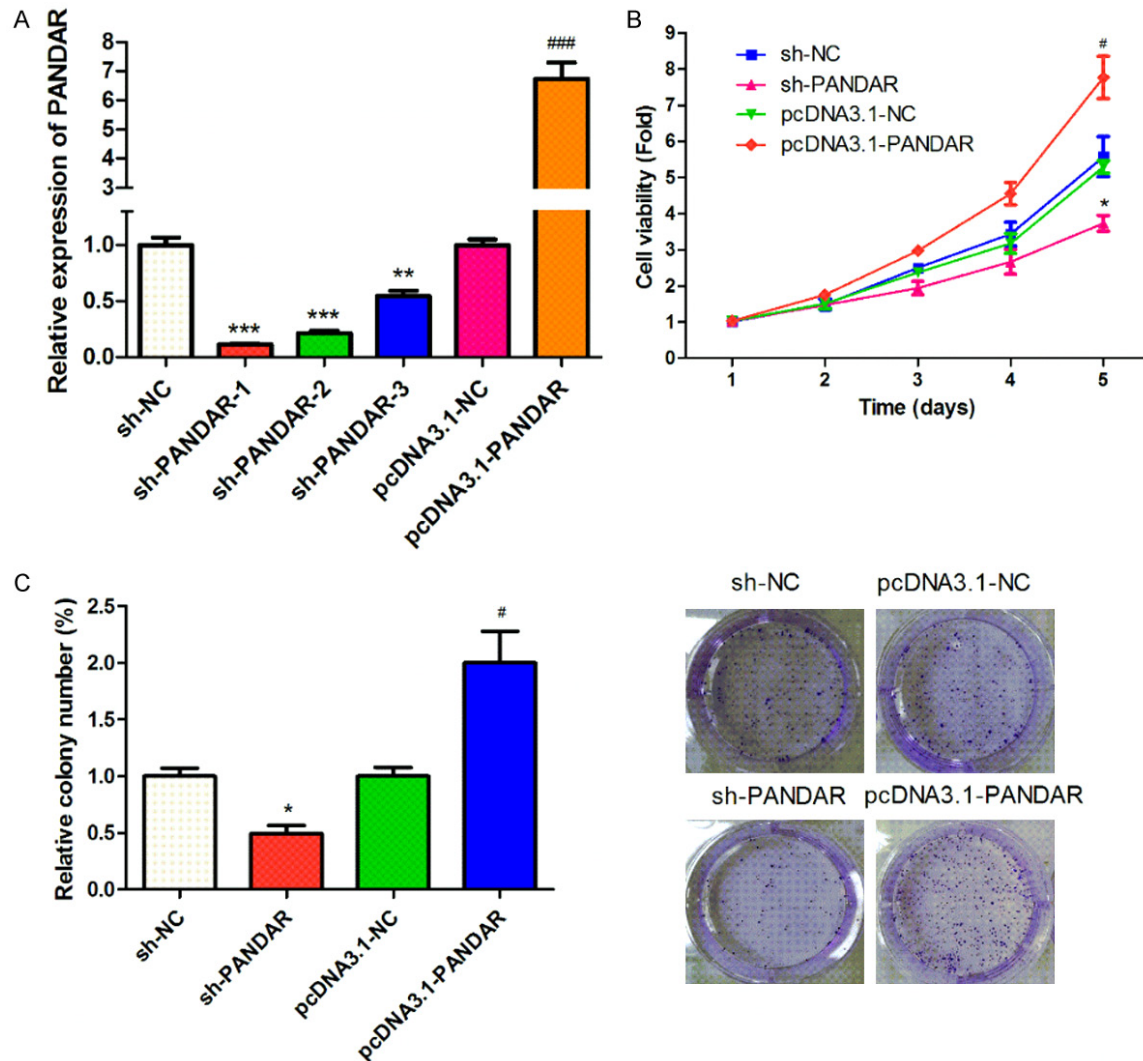 A
Relative expression of PANDAR
8
7
6
5
4
3
1.0
0.5
0.0
***
***
**
###
sh-NC
sh-PANDAR-1
sh-PANDAR-2
sh-PANDAR-3
pcDNA3.1-NC
pcDNA3.1-PANDAR
B
Cell viability (Fold)
9
8
7
6
5
4
3
2
1
0
sh-NC
sh-PANDAR
pcDNA3.1-NC
pcDNA3.1-PANDAR
#
*
1 2 3 4 5
Time (days)
C
Relative colony number (%)
2.5
2.0
1.5
1.0
0.5
0.0
*
#
sh-NC
sh-PANDAR
pcDNA3.1-NC
pcDNA3.1-PANDAR
sh-NC pcDNA3.1-NC
sh-PANDAR pcDNA3.1-PANDAR